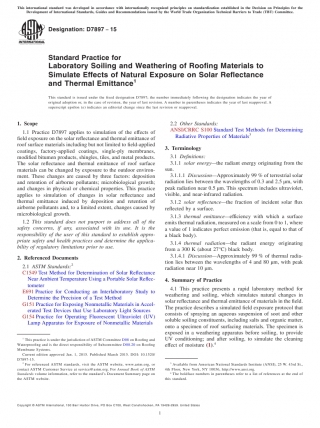 This international standard was developed in accordance with internationally recognized principles on standardization established in the Decision on Principles for the
Development of International Standards, Guides and Recommendations issued by the World Trade Organization Technical Barriers to Trade (TBT) Committee.
Designation: D7897 − 15
Standard Practice for
Laboratory Soiling and Weathering of Roofing Materials to
Simulate Effects of Natural Exposure on Solar Reflectance
and Thermal Emittance¹
This standard is issued under the fixed designation D7897; the number immediately following the designation indicates the year of
original adoption or, in the case of revision, the year of last revision. A number in parentheses indicates the year of last reapproval. A
superscript epsilon (ε) indicates an editorial change since the last revision or reapproval.
1. Scope
1.1 Practice D7897 applies to simulation of the effects of
field exposure on the solar reflectance and thermal emittance of
roof surface materials including but not limited to field-applied
coatings, factory-applied coatings, single-ply membranes,
modified bitumen products, shingles, tiles, and metal products.
The solar reflectance and thermal emittance of roof surface
materials can be changed by exposure to the outdoor environ-
ment. These changes are caused by three factors: deposition
and retention of airborne pollutants; microbiological growth;
and changes in physical or chemical properties. This practice
applies to simulation of changes in solar reflectance and
thermal emittance induced by deposition and retention of
airborne pollutants and, to a limited extent, changes caused by
microbiological growth.
1.2 This standard does not purport to address all of the
safety concerns, if any, associated with its use. It is the
responsibility of the user of this standard to establish appro-
priate safety and health practices and determine the applica-
bility of regulatory limitations prior to use.
2. Referenced Documents
2.1 ASTM Standards:²
C1549 Test Method for Determination of Solar Reflectance
Near Ambient Temperature Using a Portable Solar Reflec-
tometer
E691 Practice for Conducting an Interlaboratory Study to
Determine the Precision of a Test Method
G151 Practice for Exposing Nonmetallic Materials in Accel-
erated Test Devices that Use Laboratory Light Sources
G154 Practice for Operating Fluorescent Ultraviolet (UV)
Lamp Apparatus for Exposure of Nonmetallic Materials
¹ This practice is under the jurisdiction of ASTM Committee D08 on Roofing and
Waterproofing and is the direct responsibility of Subcommittee D08.20 on Roofing
Membrane Systems.
Current edition approved Jan. 1, 2015. Published March 2015. DOI: 10.1520/
D7897-15.
² For referenced ASTM standards, visit the ASTM website, www.astm.org, or
contact ASTM Customer Service at service@astm.org. For Annual Book of ASTM
Standards volume information, refer to the standard's Document Summary page on
the ASTM website.
2.2 Other Standards:
ANSI/CRRC S100 Standard Test Methods for Determining
Radiative Properties of Materials³
3. Terminology
3.1 Definitions:
3.1.1 solar energy—the radiant energy originating from the
sun.
3.1.1.1 Discussion—Approximately 99 % of terrestrial solar
radiation lies between the wavelengths of 0.3 and 2.5 µm, with
peak radiation near 0.5 µm. This spectrum includes ultraviolet,
visible, and near-infrared radiation.
3.1.2 solar reflectance—the fraction of incident solar flux
reflected by a surface.
3.1.3 thermal emittance—efficiency with which a surface
emits thermal radiation, measured on a scale from 0 to 1, where
a value of 1 indicates perfect emission (that is, equal to that of
a black body).
3.1.4 thermal radiation—the radiant energy originating
from a 300 K (about 27°C) black body.
3.1.4.1 Discussion—Approximately 99 % of thermal radia-
tion lies between the wavelengths of 4 and 80 µm, with peak
radiation near 10 µm.
4. Summary of Practice
4.1 This practice presents a rapid laboratory method for
weathering and soiling, which simulates natural changes in
solar reflectance and thermal emittance of materials in the field.
4.2 Practice describes a simulated field exposure protocol that
consists of spraying an aqueous suspension of soot and other
soluble soiling constituents, including salts and organic matter,
onto a specimen of roof surfacing materials. The specimen is
exposed in a weathering apparatus before soiling, to provide
UV conditioning; and after soiling, to simulate the cleaning
effect of moisture (1).⁴
³ Available from American National Standards Institute (ANSI), 25 W. 43rd St.,
4th Floor, New York, NY 10036, http://www.ansi.org.
⁴ The boldface numbers in parentheses refer to a list of references at the end of
this standard.
Copyright © ASTM International, 100 Barr Harbor Drive, PO Box C700, West Conshohocken, PA 19428-2959. United States
1